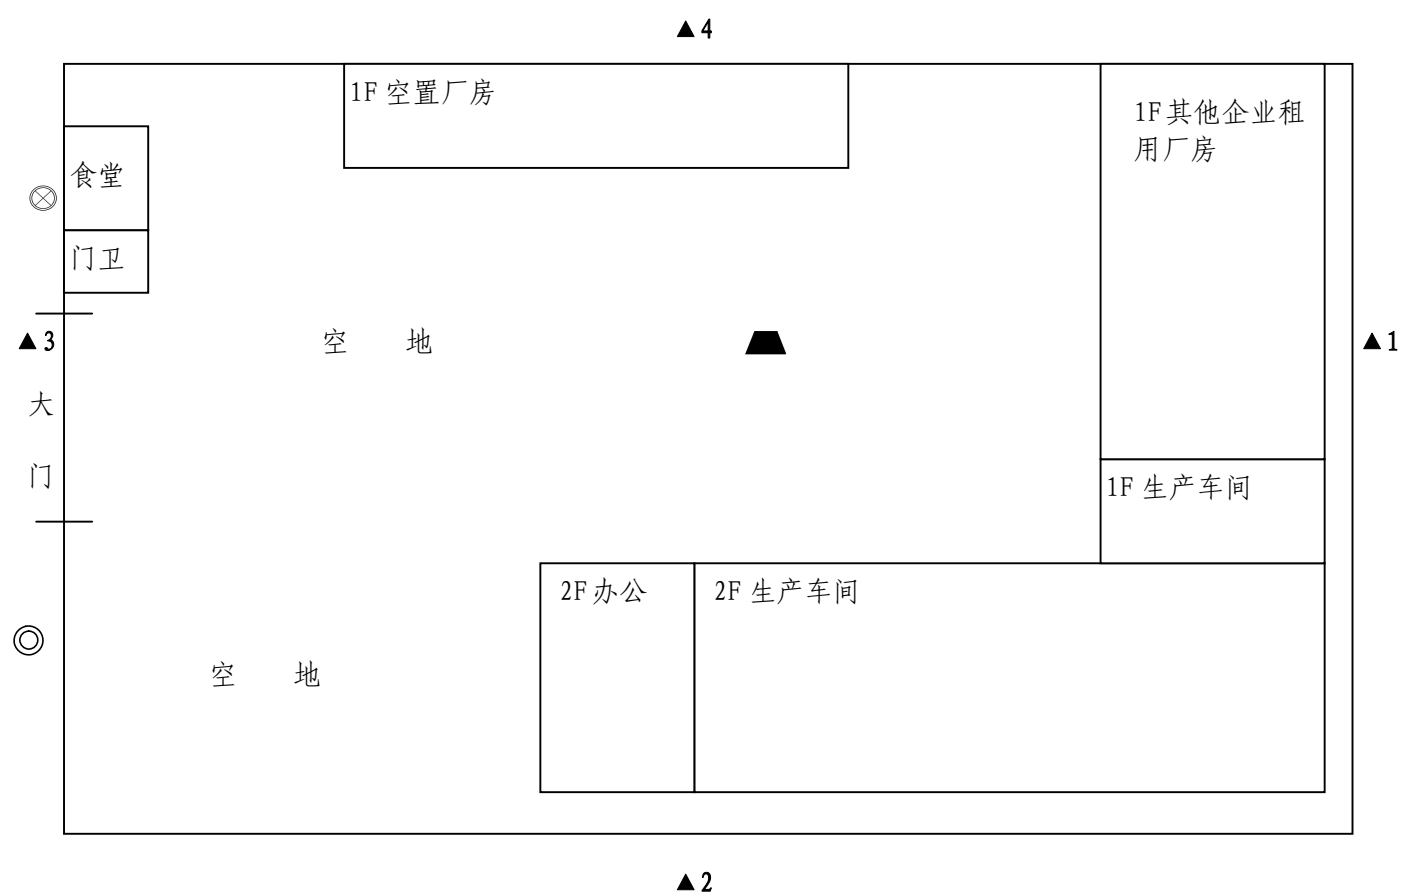 ▲4
1F 空置厂房
1F其他企业租
用厂房
食堂
门卫
▲3
空 地
▲1
大
门
1F 生产车间
2F办公
2F 生产车间
空 地
▲2